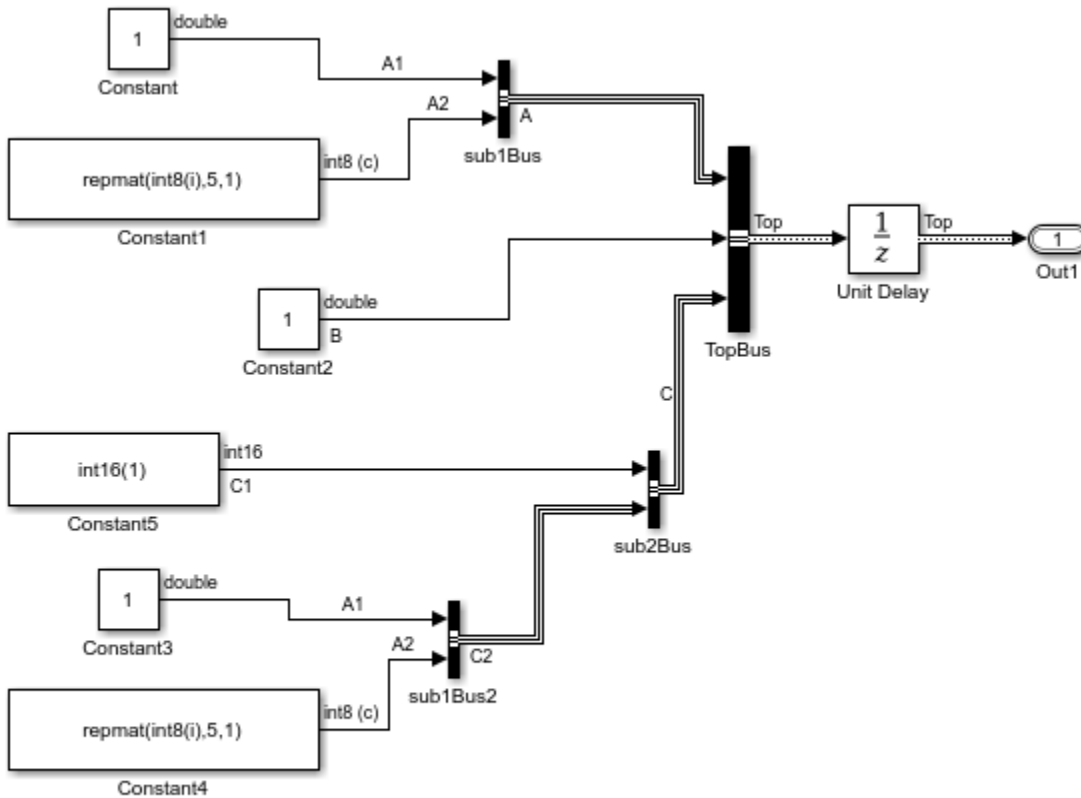 double
1
Constant
A1
A2
A
sub1Bus
repmat(int8(i),5,1)
int8 (c)
Constant1
double
1
B
Constant2
Top
TopBus
1
z
Unit Delay
Top
1
Out1
C
int16(1)
int16
C1
Constant5
sub2Bus
double
1
Constant3
A1
A2
C2
sub1Bus2
repmat(int8(i),5,1)
int8 (c)
Constant4